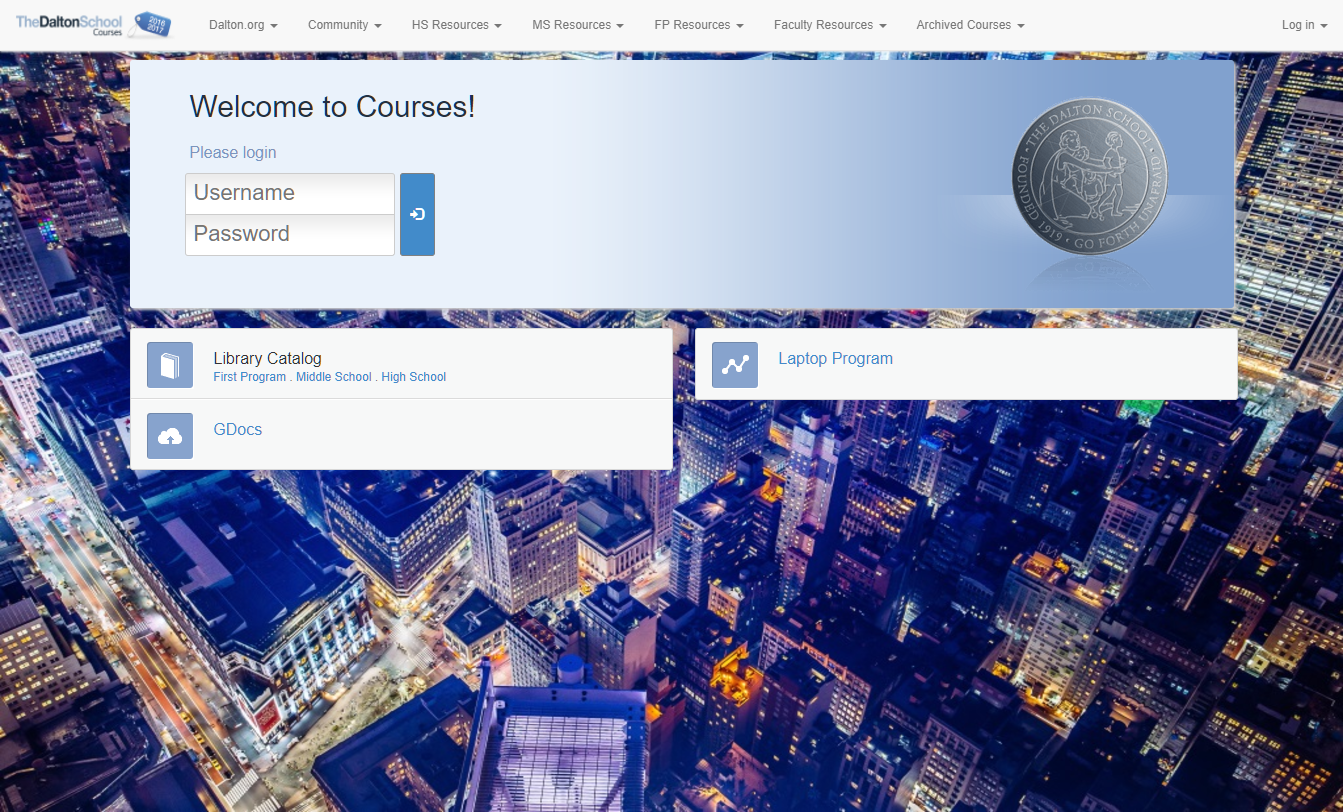 TheDaltonSchool
Courses
2016
2017
Dalton.org
Community
HS Resources
MS Resources
FP Resources
Faculty Resources
Archived Courses
Log in
Welcome to Courses!
Please login
Username
Password
· THE DALTON SCHOOL · FOUNDED 1919 · GO FORTH UNAFRAID
Library Catalog
First Program . Middle School . High School
GDocs
Laptop Program